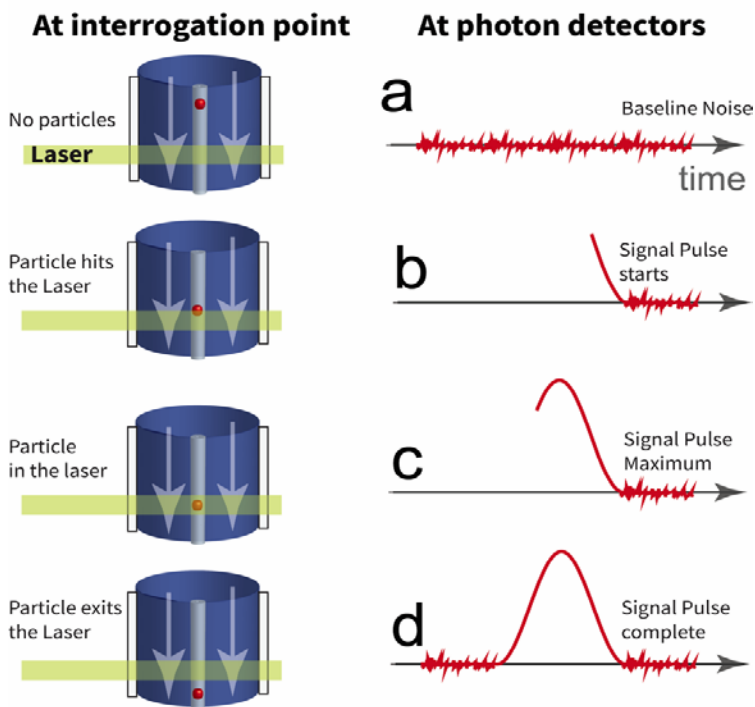 At interrogation point
At photon detectors
No particles
Laser
a
Baseline Noise
time
Particle hits
the Laser
b
Signal Pulse
starts
Particle
in the laser
c
Signal Pulse
Maximum
Particle exits
the Laser
d
Signal Pulse
complete